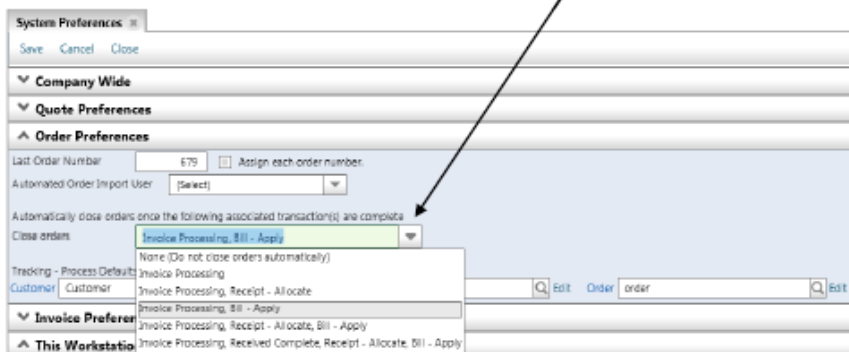 System Preferences
Save Cancel Close
Company Wide
Quote Preferences
Order Preferences
Last Order Number 679 Assign each order number.
Automated Order Import User (Select)
Automatically close orders once the following associated transaction(s) are complete
Close orders Invoice Processing, Bill - Apply
None (Do not close orders automatically)
Tracking - Process Defaults
Invoice Processing
Customer Customer Edit Order order Edit
Invoice Processing, Receipt - Allocate
Invoice Processing, Bill - Apply
Invoice Preferen
Invoice Processing, Receipt - Allocate, Bill - Apply
This Workstatio
Invoice Processing, Received Complete, Receipt - Allocate, Bill - Apply